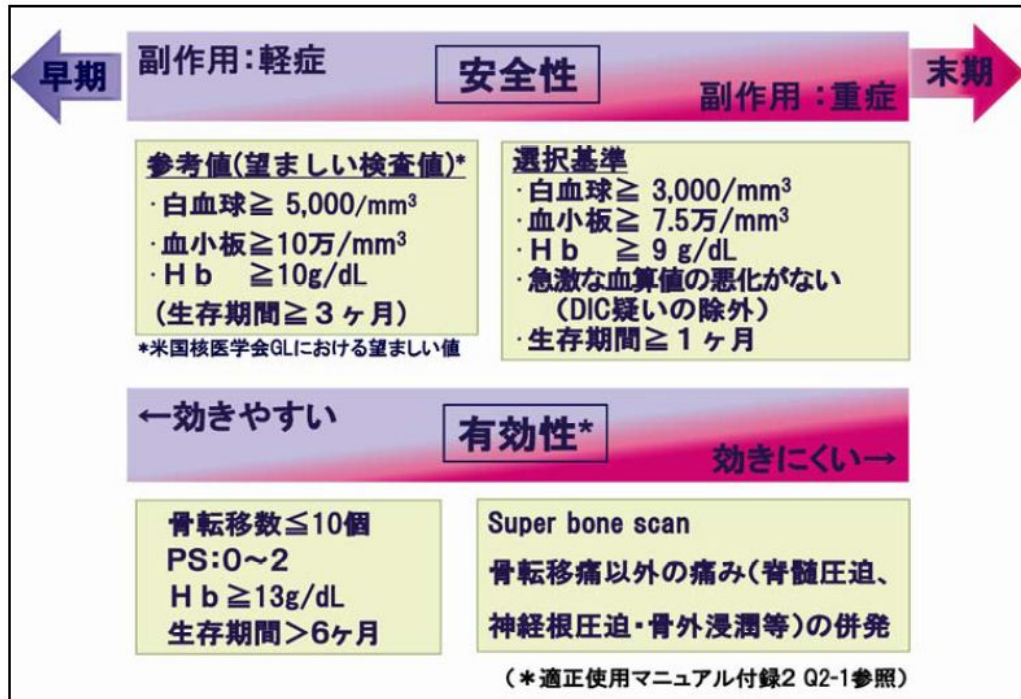 早期
副作用：軽症
安全性
副作用：重症
末期
参考値(望ましい検査値)*
・白血球≧ 5,000/mm³
・血小板≧10万/mm³
・Ｈｂ　≧10g/dL
(生存期間≧３ヶ月)
*米国核医学会GLにおける望ましい値
選択基準
・白血球≧ 3,000/mm³
・血小板≧ 7.5万/mm³
・Ｈｂ　≧ 9 g/dL
・急激な血算値の悪化がない
（DIC疑いの除外）
・生存期間≧１ヶ月
←効きやすい
有効性*
効きにくい→
骨転移数≦10個
PS：0～2
Ｈｂ≧13g/dL
生存期間＞6ヶ月
Super bone scan
骨転移痛以外の痛み（脊髄圧迫、
神経根圧迫・骨外浸潤等）の併発
（＊適正使用マニュアル付録2 Q2-1参照）